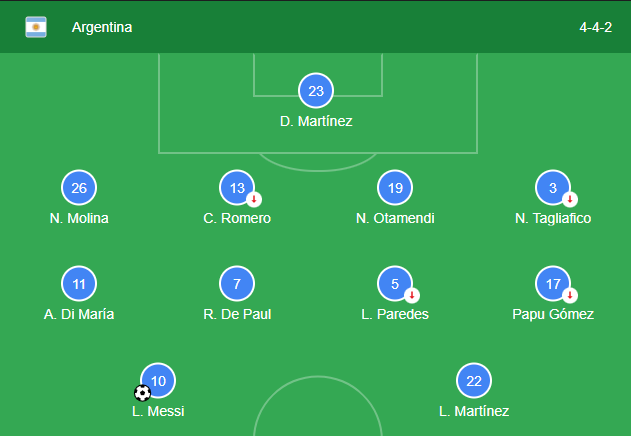 Argentina 4-4-2
23
D. Martínez
26 13 19 3
N. Molina C. Romero N. Otamendi N. Tagliafico
11 7 5 17
A. Di María R. De Paul L. Paredes Papu Gómez
10 22
L. Messi L. Martínez